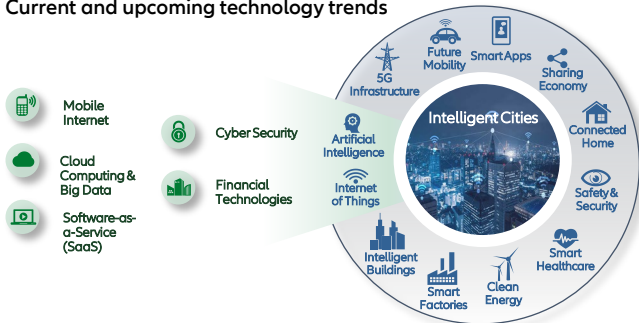 Current and upcoming technology trends
Mobile
Internet
Cloud
Computing &
Big Data
Software-as-
a-Service
(SaaS)
Cyber Security
Financial
Technologies
5G
Infrastructure
Future
Mobility
Smart Apps
Sharing
Economy
Connected
Home
Safety &
Security
Smart
Healthcare
Clean
Energy
Smart
Factories
Intelligent
Buildings
Internet
of Things
Artificial
Intelligence
Intelligent Cities